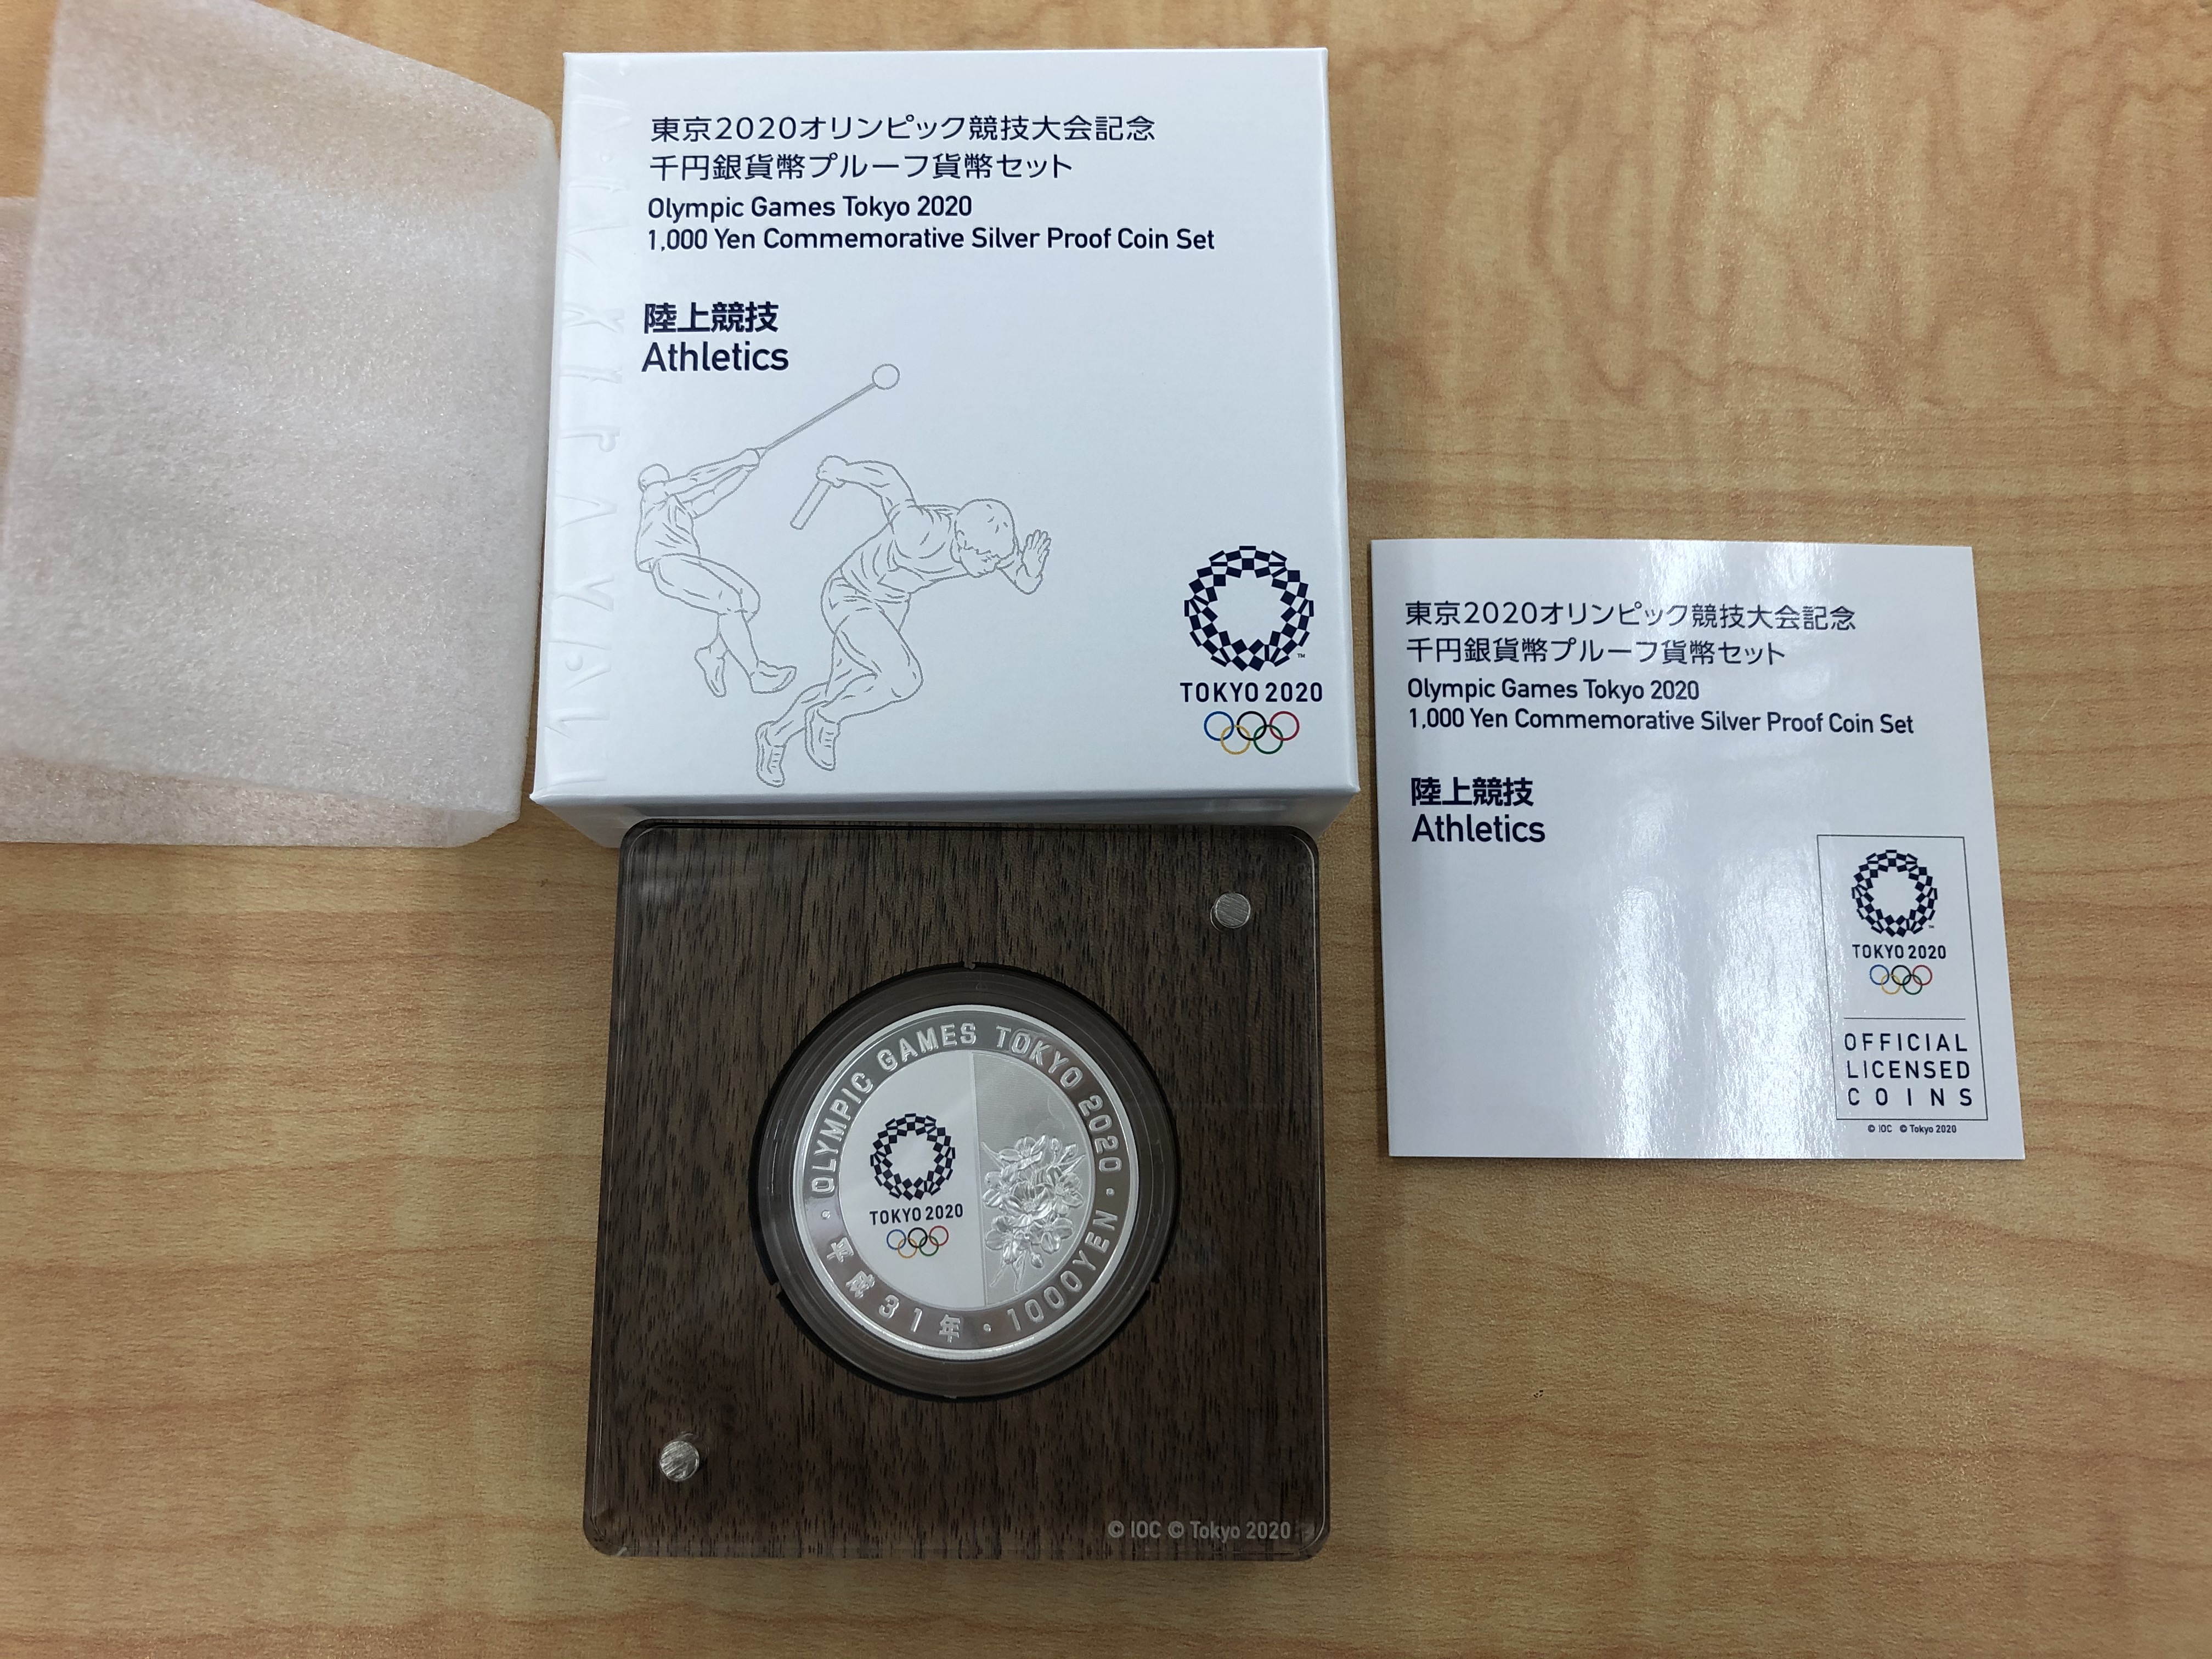 東京2020オリンピック競技大会記念
千円銀貨幣プルーフ貨幣セット
Olympic Games Tokyo 2020
1,000 Yen Commemorative Silver Proof Coin Set
陸上競技
Athletics
TM
TOKYO 2020
東京2020オリンピック競技大会記念
千円銀貨幣プルーフ貨幣セット
Olympic Games Tokyo 2020
1,000 Yen Commemorative Silver Proof Coin Set
陸上競技
Athletics
TOKYO 2020
OFFICIAL
LICENSED
COINS
© IOC © Tokyo 2020
・OLYMPIC GAMES TOKYO 2020・
TOKYO 2020
平成31年・1000YEN
© IOC © Tokyo 2020